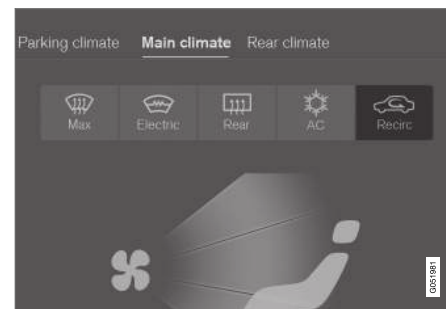 Parking climate Main climate Rear climate
Max Electric Rear AC Recirc
G051981